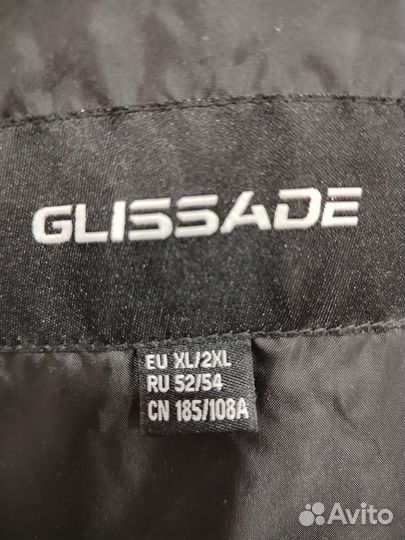 GLISSADE
EU XL/2XL
RU 52/54
CN 185/108A
Avito